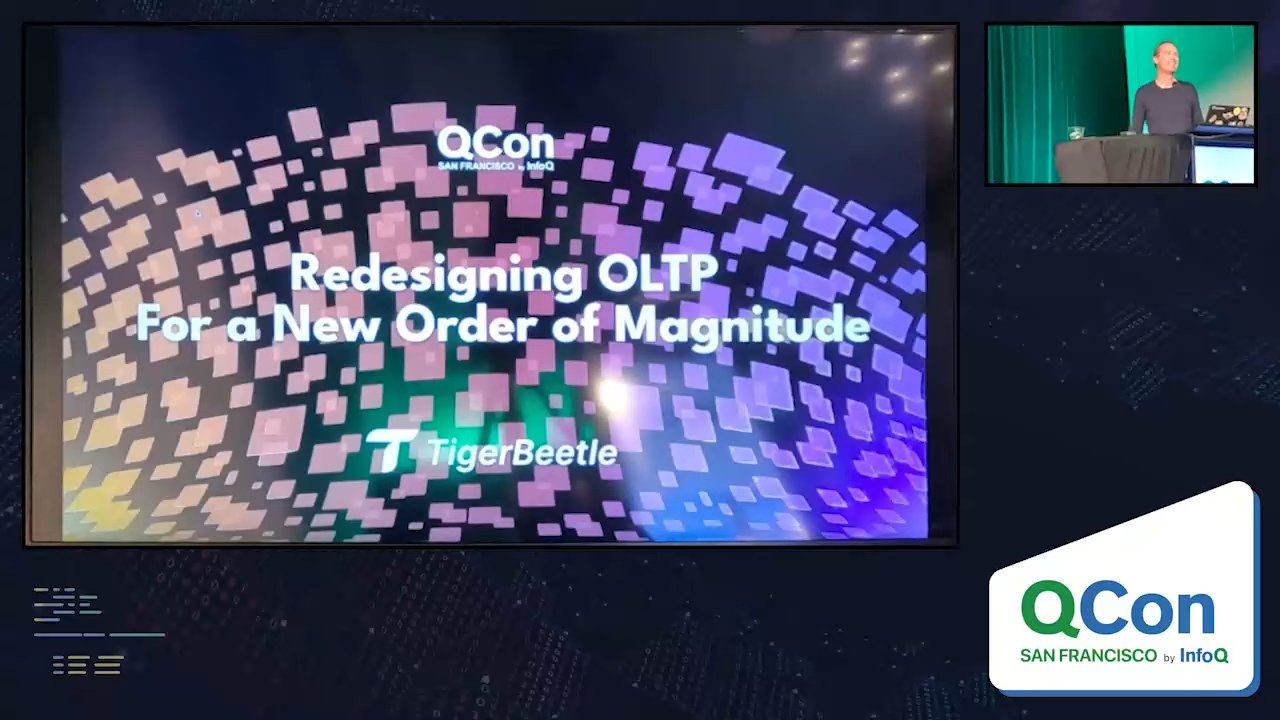 QCon
SAN FRANCISCO by InfoQ
Redesigning OLTP
For a New Order of Magnitude
TigerBeetle
QCon
SAN FRANCISCO by InfoQ